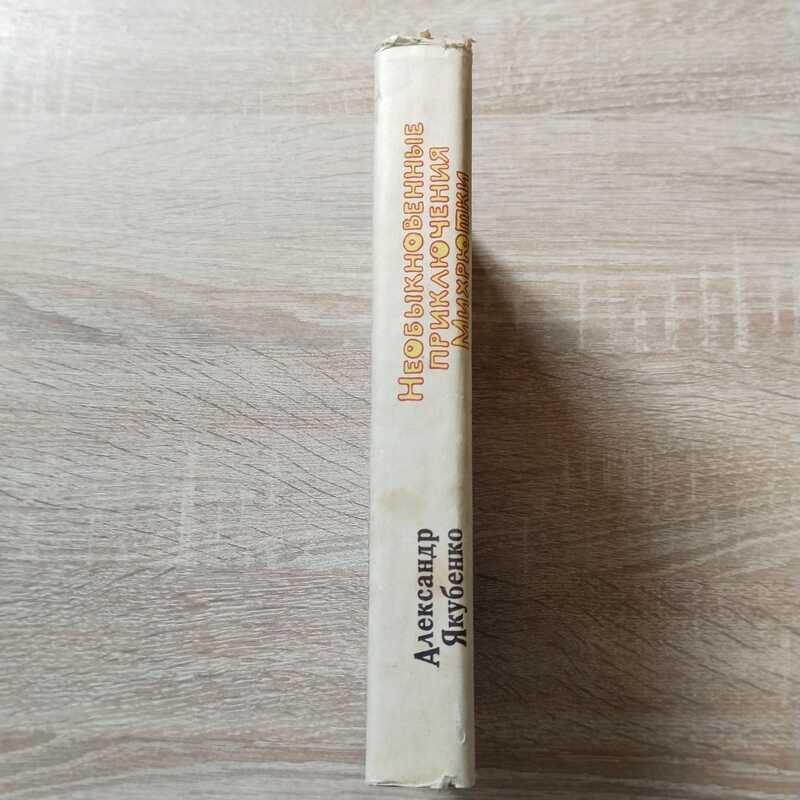 Необыкновенные
приключения
Михрютки
Александр
Якубенко